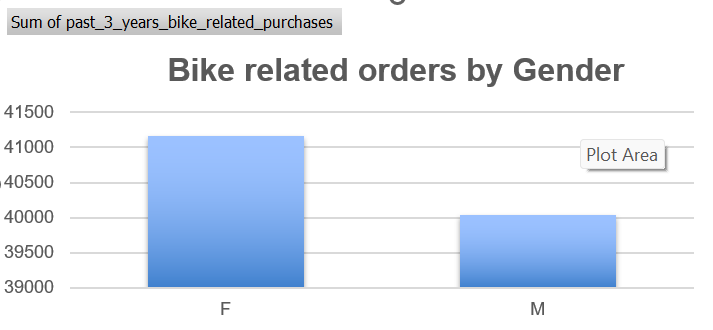 Sum of past_3_years_bike_related_purchases
Bike related orders by Gender
41500
41000
Plot Area
40500
40000
39500
39000
F
M